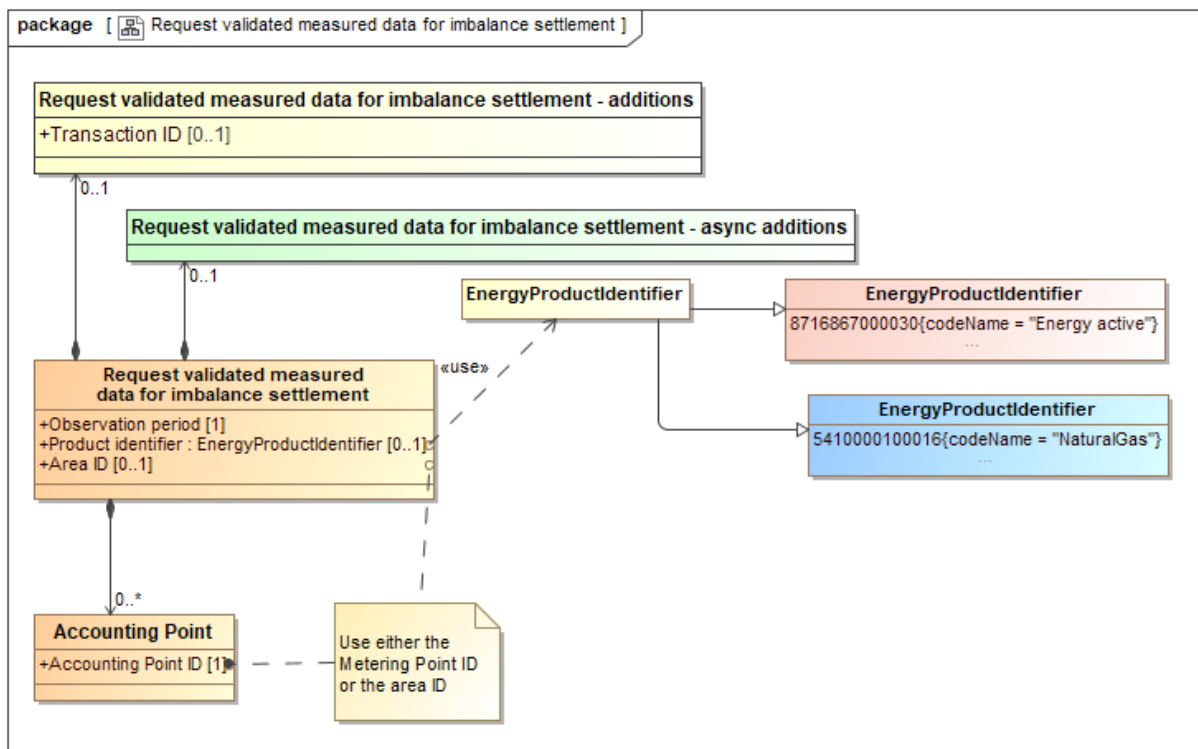 package [ Request validated measured data for imbalance settlement ]
Request validated measured data for imbalance settlement - additions
+Transaction ID [0..1]
0..1
Request validated measured data for imbalance settlement - async additions
0..1
EnergyProductIdentifier
EnergyProductIdentifier
8716867000030{codeName = "Energy active"}
...
«use»
Request validated measured
data for imbalance settlement
+Observation period [1]
+Product identifier : EnergyProductIdentifier [0..1]
+Area ID [0..1]
EnergyProductIdentifier
5410000100016{codeName = "NaturalGas"}
...
0..*
Accounting Point
+Accounting Point ID [1]
Use either the
Metering Point ID
or the area ID